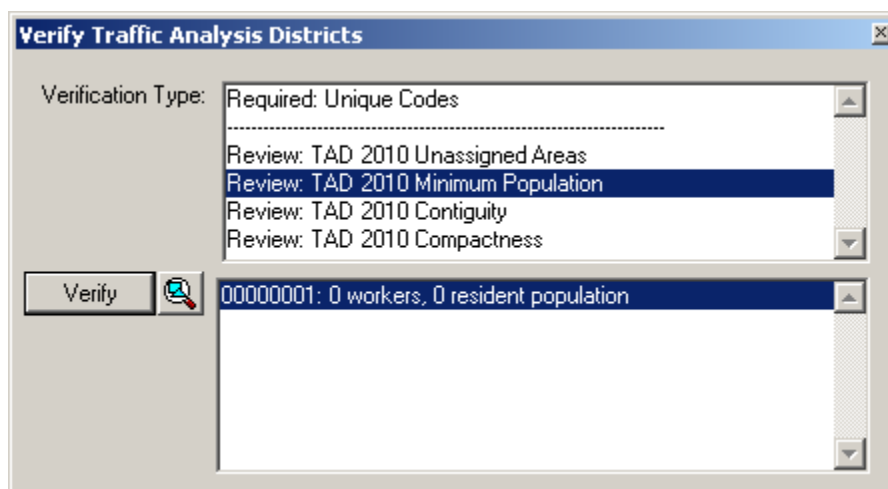 Verify Traffic Analysis Districts
Verification Type:
Required: Unique Codes
-------------------------------------------------------------------------
Review: TAD 2010 Unassigned Areas
Review: TAD 2010 Minimum Population
Review: TAD 2010 Contiguity
Review: TAD 2010 Compactness
Verify
00000001: 0 workers, 0 resident population